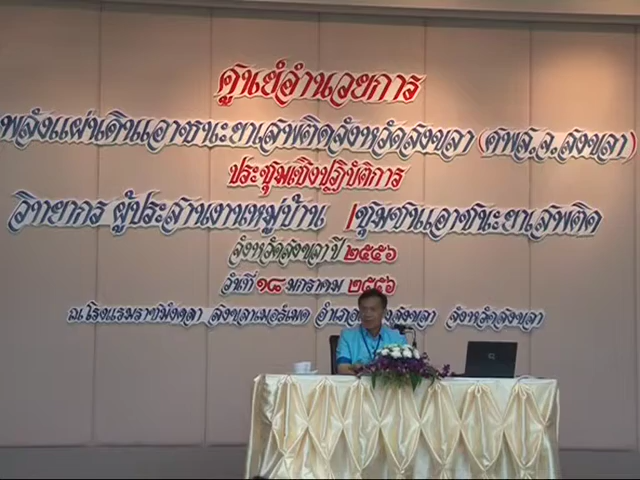 ศูนย์อำนวยการ
พลังแผ่นดินเอาชนะยาเสพติดจังหวัดสงขลา (ศพส.จ.สงขลา)
ประชุมเชิงปฏิบัติการ
วิทยากร ผู้ประสานงานหมู่บ้าน / ชุมชนเอาชนะยาเสพติด
จังหวัดสงขลา ปี ๒๕๕๖
วันที่ ๑๘ มกราคม ๒๕๕๖
ณ โรงแรมราชมังคลา สงขลาเมอร์เมด อำเภอ สงขลา จังหวัดสงขลา